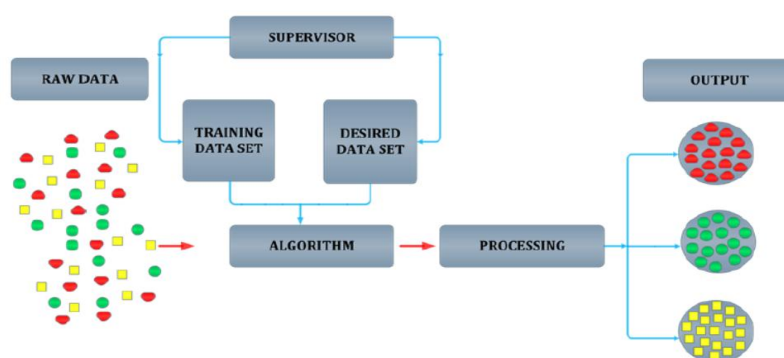 SUPERVISOR
RAW DATA
OUTPUT
TRAINING
DATA SET
DESIRED
DATA SET
ALGORITHM
PROCESSING